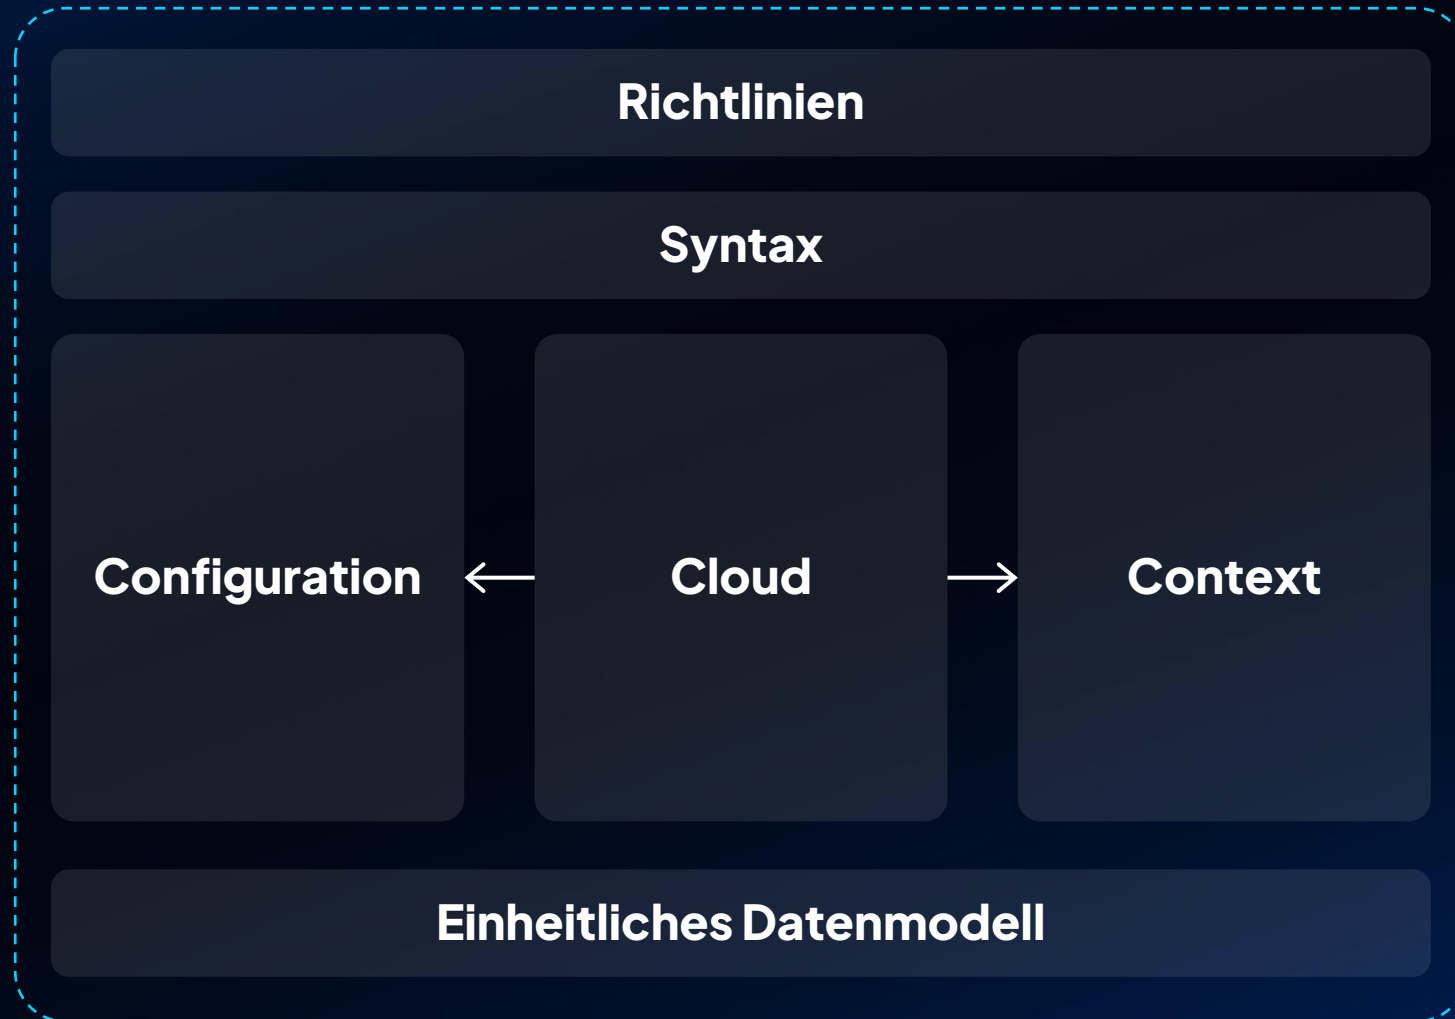 Richtlinien
Syntax
Configuration
Cloud
Context
Einheitliches Datenmodell